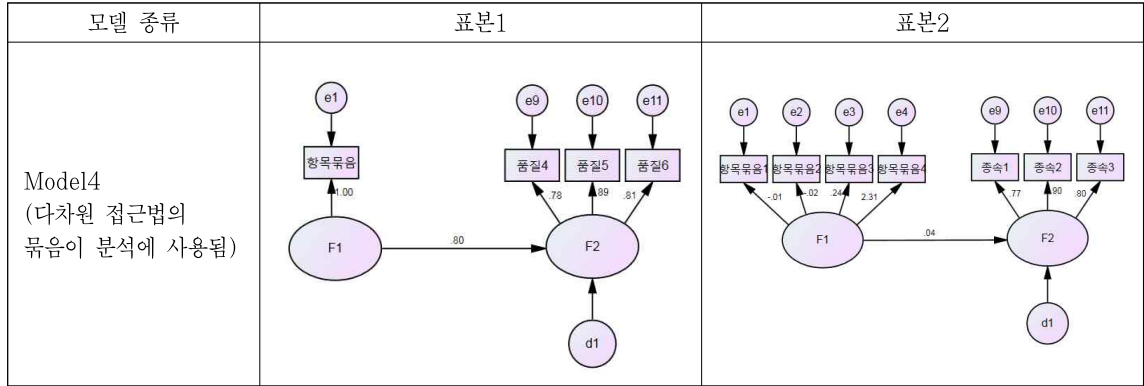 모델 종류
표본1
표본2
Model4
(다차원 접근법의
묶음이 분석에 사용됨)
e1
e9
e10
e11
항목묶음
품질4
품질5
품질6
1.00
.78
.89
.81
F1
.80
F2
d1
e1
e2
e3
e4
e9
e10
e11
항목묶음1
항목묶음2
항목묶음3
항목묶음4
종속1
종속2
종속3
-.01
-.02
.24
2.31
.77
.90
.80
F1
.04
F2
d1